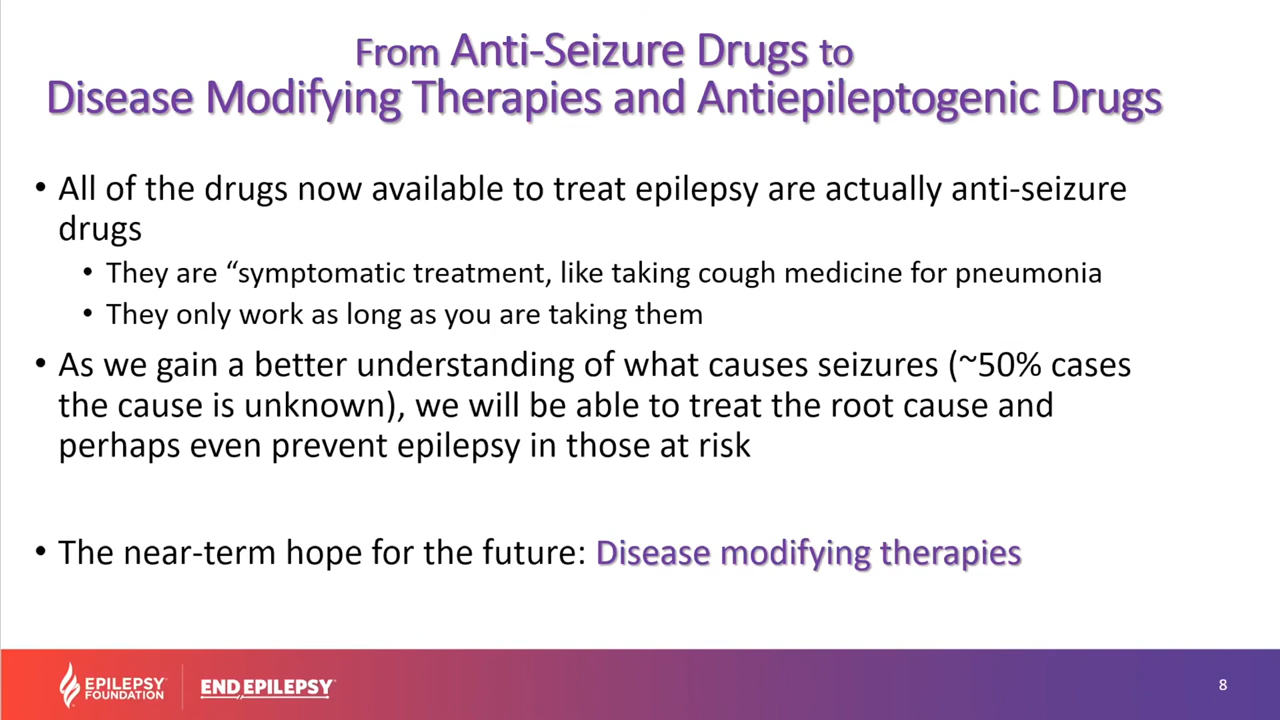 From Anti-Seizure Drugs to
Disease Modifying Therapies and Antiepileptogenic Drugs
• All of the drugs now available to treat epilepsy are actually anti-seizure
drugs
• They are “symptomatic treatment, like taking cough medicine for pneumonia
• They only work as long as you are taking them
• As we gain a better understanding of what causes seizures (~50% cases
the cause is unknown), we will be able to treat the root cause and
perhaps even prevent epilepsy in those at risk
• The near-term hope for the future: Disease modifying therapies
EPILEPSY
FOUNDATION
END EPILEPSY
8